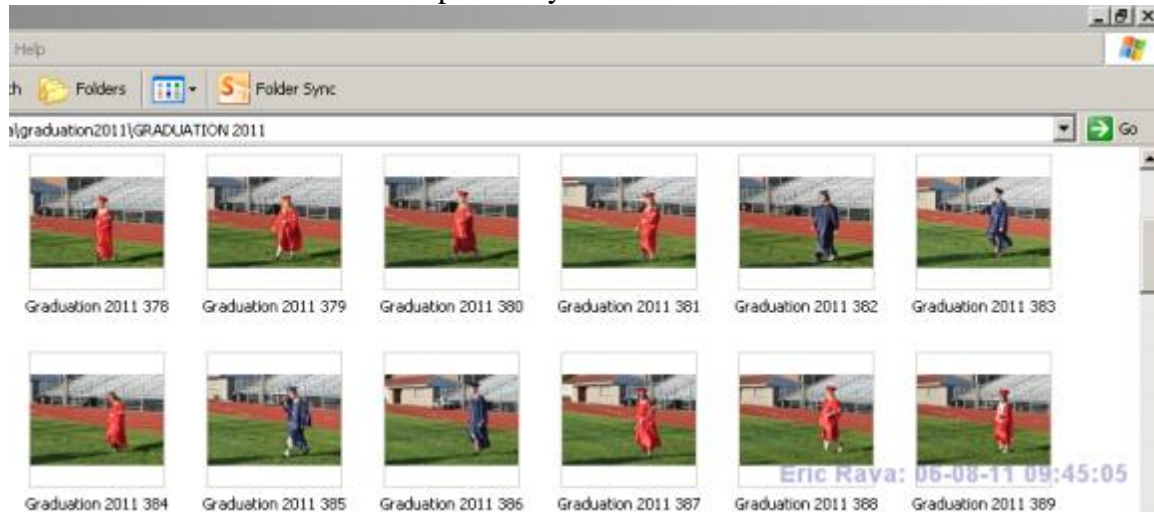 Help
Folders Folder Sync
\graduation2011\GRADUATION 2011 Go
Graduation 2011 378 Graduation 2011 379 Graduation 2011 380 Graduation 2011 381 Graduation 2011 382 Graduation 2011 383
Eric Rava: 06-08-11 09:45:05
Graduation 2011 384 Graduation 2011 385 Graduation 2011 386 Graduation 2011 387 Graduation 2011 388 Graduation 2011 389